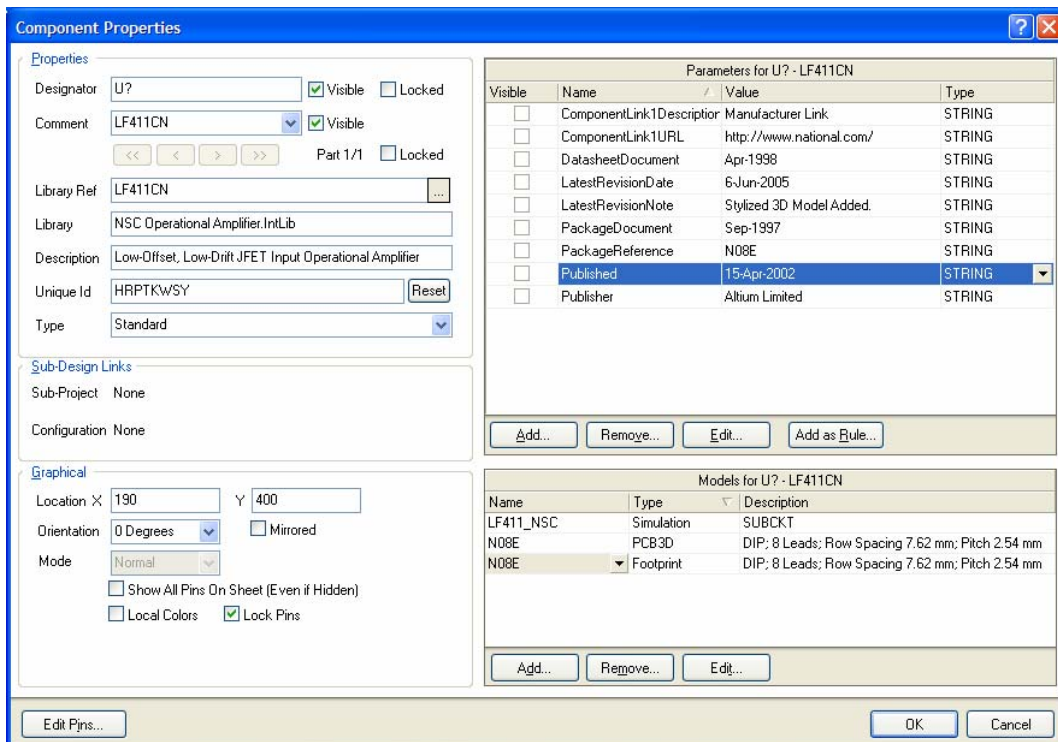 Component Properties
Properties
Designator U? Visible Locked
Comment LF411CN Visible
<< < > >> Part 1/1 Locked
Library Ref LF411CN ...
Library NSC Operational Amplifier.IntLib
Description Low-Offset, Low-Drift JFET Input Operational Amplifier
Unique Id HRPTKWSY Reset
Type Standard
Sub-Design Links
Sub-Project None
Configuration None
Graphical
Location X 190 Y 400
Orientation 0 Degrees Mirrored
Mode Normal
Show All Pins On Sheet (Even if Hidden)
Local Colors Lock Pins
Parameters for U? - LF411CN
Visible Name Value Type
ComponentLink1Description Manufacturer Link STRING
ComponentLink1URL http://www.national.com/ STRING
DatasheetDocument Apr-1998 STRING
LatestRevisionDate 6-Jun-2005 STRING
LatestRevisionNote Stylized 3D Model Added. STRING
PackageDocument Sep-1997 STRING
PackageReference N08E STRING
Published 15-Apr-2002 STRING
Publisher Altium Limited STRING
Add... Remove... Edit... Add as Rule...
Models for U? - LF411CN
Name Type Description
LF411_NSC Simulation SUBCKT
N08E PCB3D DIP; 8 Leads; Row Spacing 7.62 mm; Pitch 2.54 mm
N08E Footprint DIP; 8 Leads; Row Spacing 7.62 mm; Pitch 2.54 mm
Add... Remove... Edit...
Edit Pins... OK Cancel